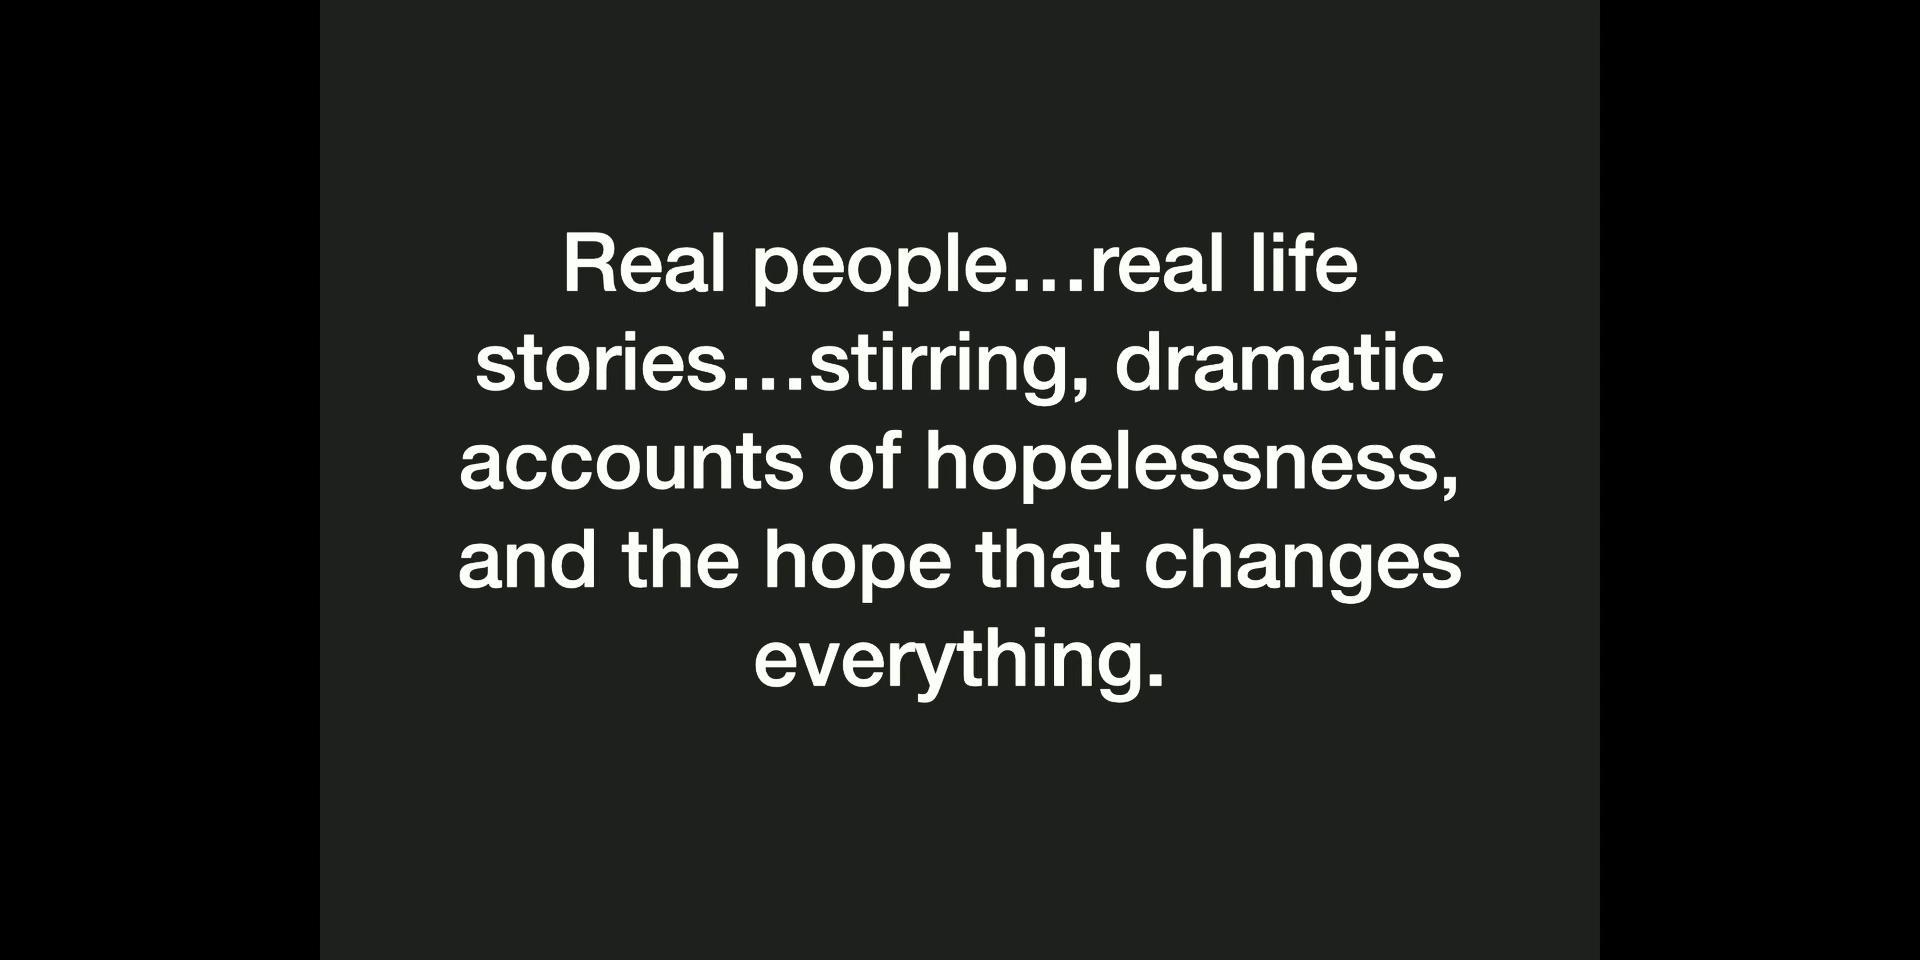 Real people…real life
stories…stirring, dramatic
accounts of hopelessness,
and the hope that changes
everything.